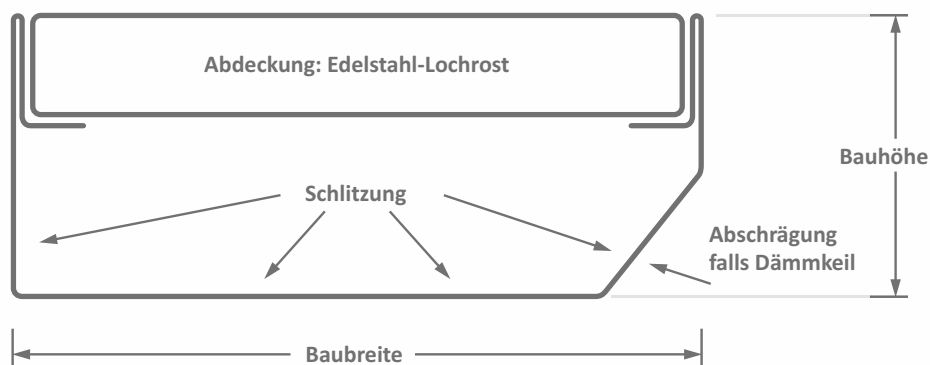 Abdeckung: Edelstahl-Lochrost
Bauhöhe
Schlitzung
Abschrägung
falls Dämmkeil
Baubreite